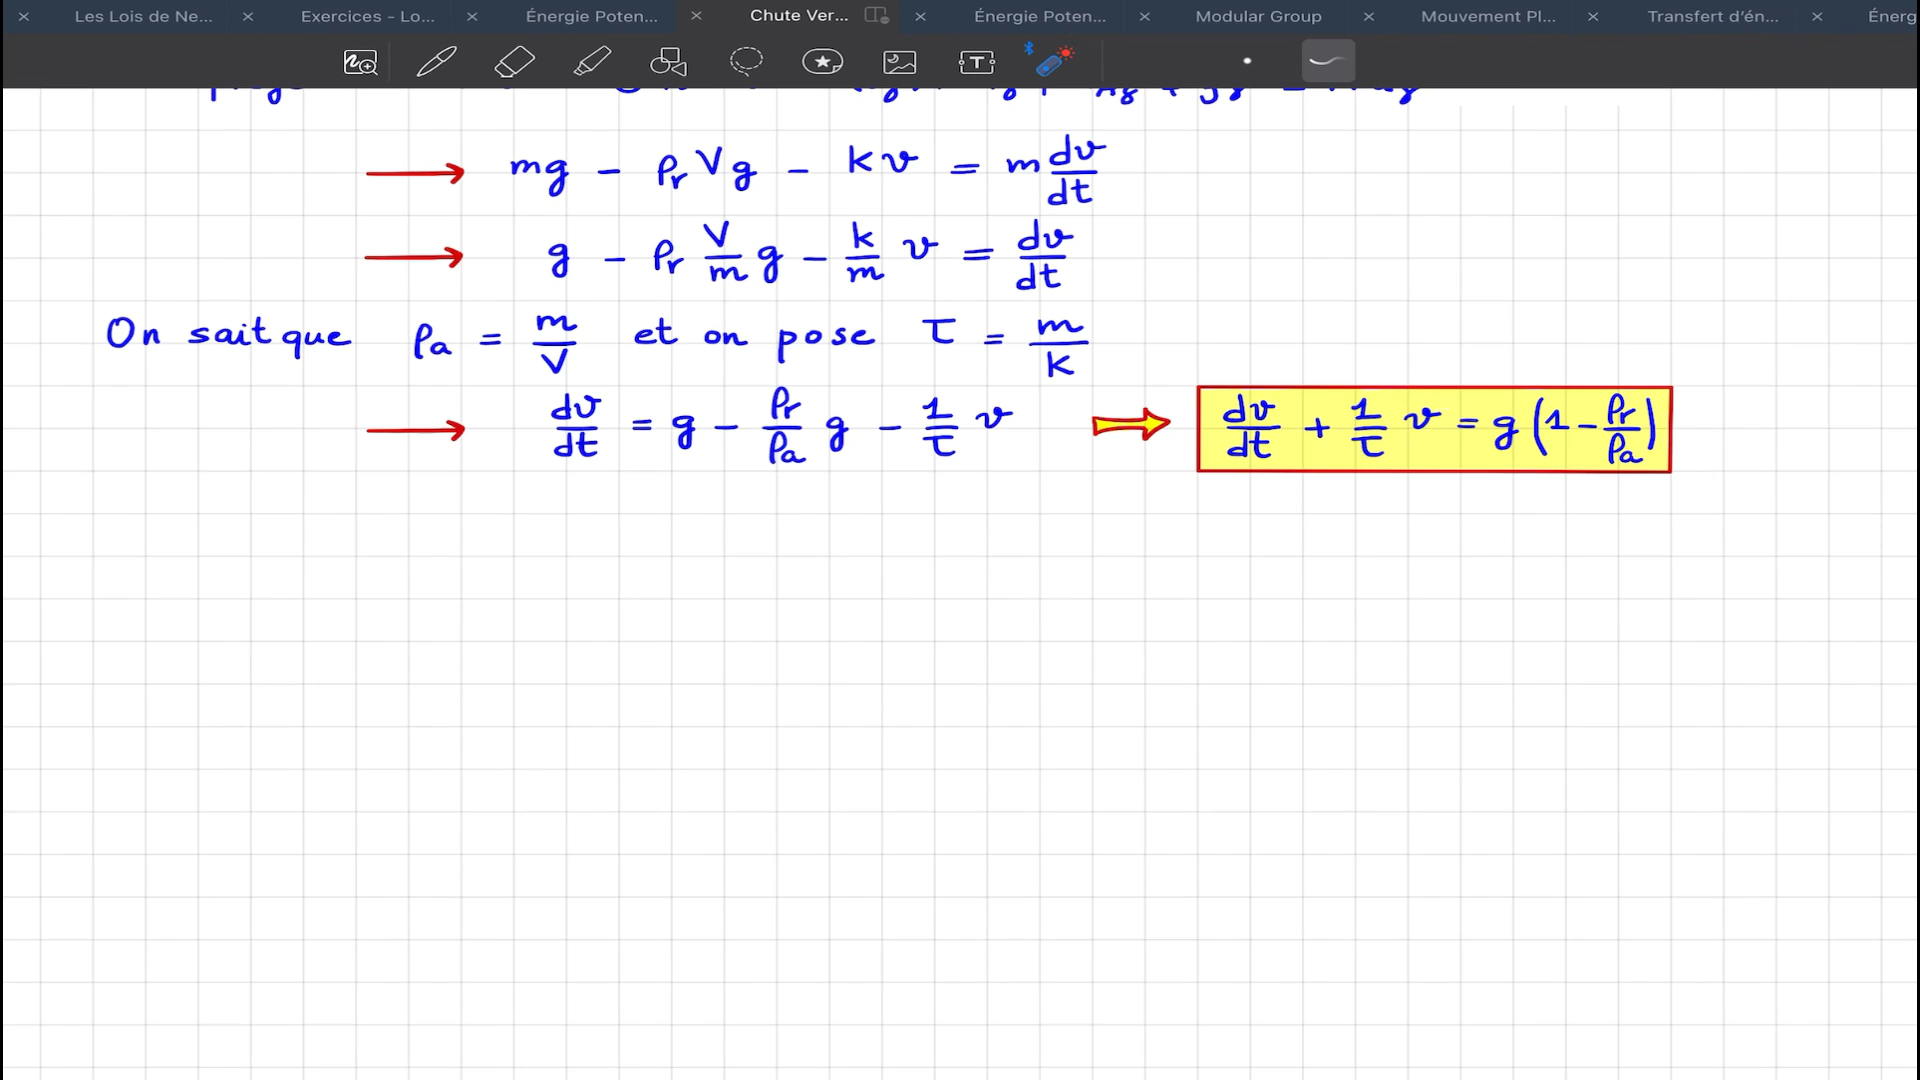 Les Lois de Ne... Exercices - Lo... Énergie Poten... Chute Ver... Énergie Poten... Modular Group Mouvement Pl... Transfert d'én... Énerg
mg - ρr V g - k v = m dv/dt
g - ρr V/m g - k/m v = dv/dt
On sait que ρa = m/V et on pose τ = m/k
dv/dt = g - ρr/ρa g - 1/τ v ⟹ dv/dt + 1/τ v = g (1 - ρr/ρa)